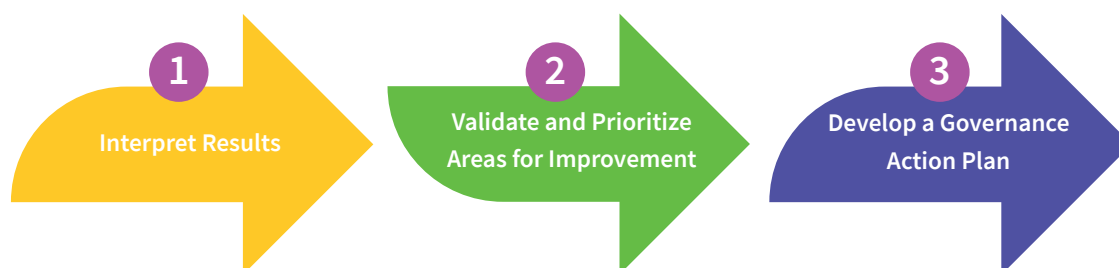 1
Interpret Results
2
Validate and Prioritize
Areas for Improvement
3
Develop a Governance
Action Plan